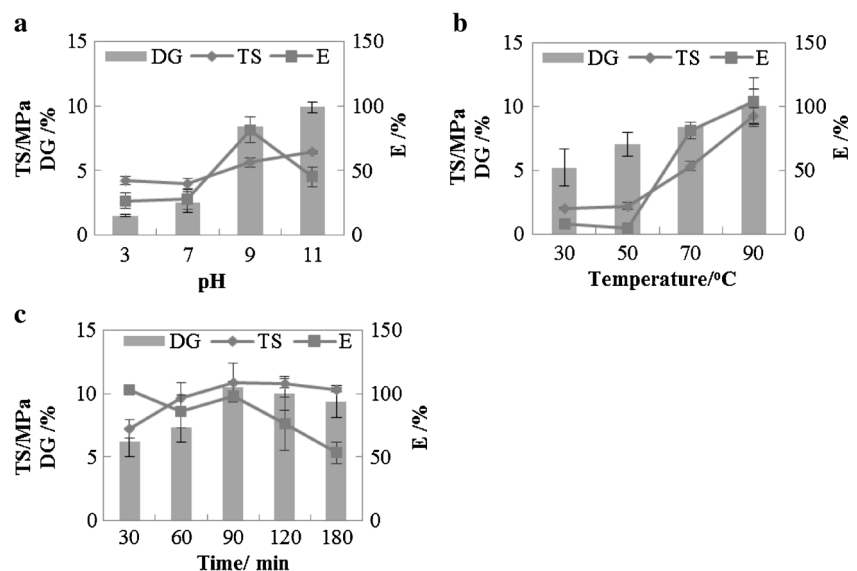 a
15
10
5
0
TS/MPa
DG /%
DG TS E
150
100
50
0
E /%
3 7 9 11
pH
b
15
10
5
0
TS/MPa
DG /%
DG TS E
150
100
50
0
E /%
30 50 70 90
Temperature/ºC
c
15
10
5
0
TS/MPa
DG /%
DG TS E
150
100
50
0
E /%
30 60 90 120 180
Time/ min